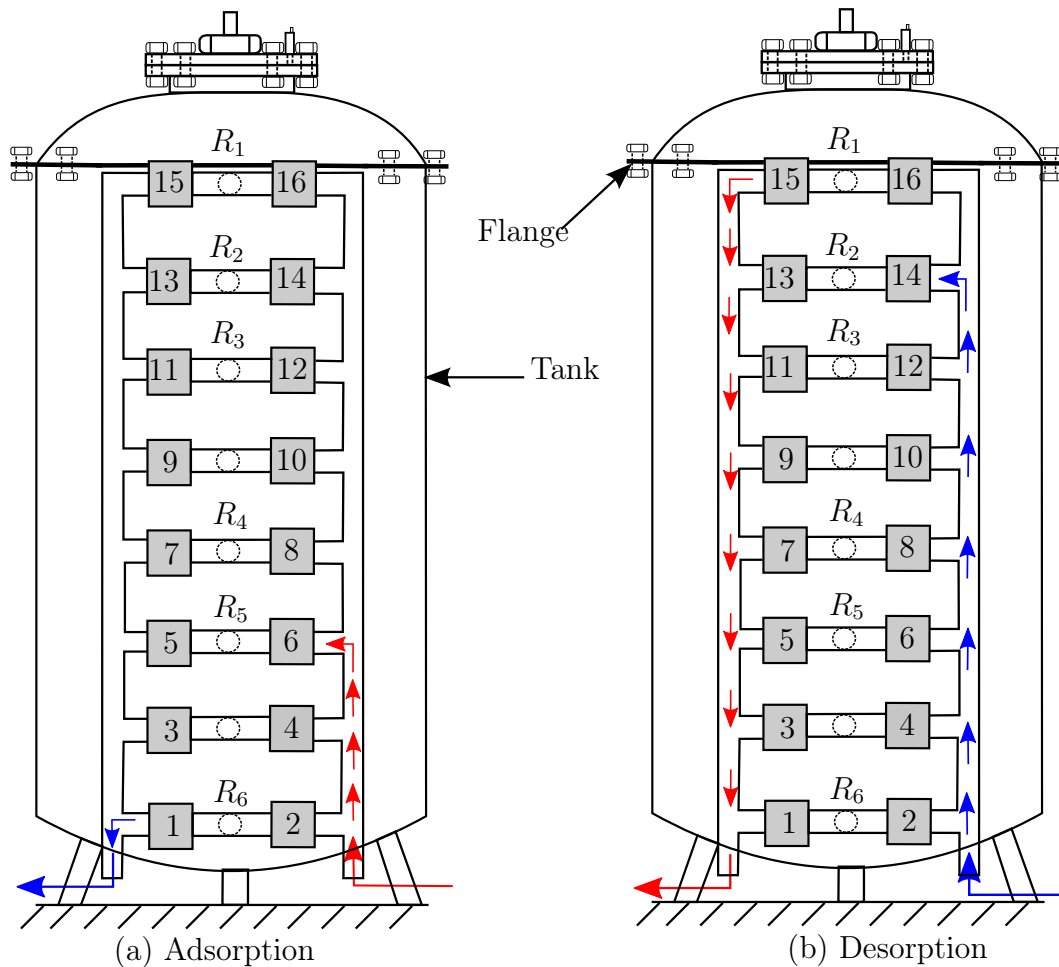 R₁
15 16
R₂
13 14
R₃
11 12
9 10
R₄
7 8
R₅
5 6
3 4
R₆
1 2
(a) Adsorption
Flange
Tank
R₁
15 16
R₂
13 14
R₃
11 12
9 10
R₄
7 8
R₅
5 6
3 4
R₆
1 2
(b) Desorption